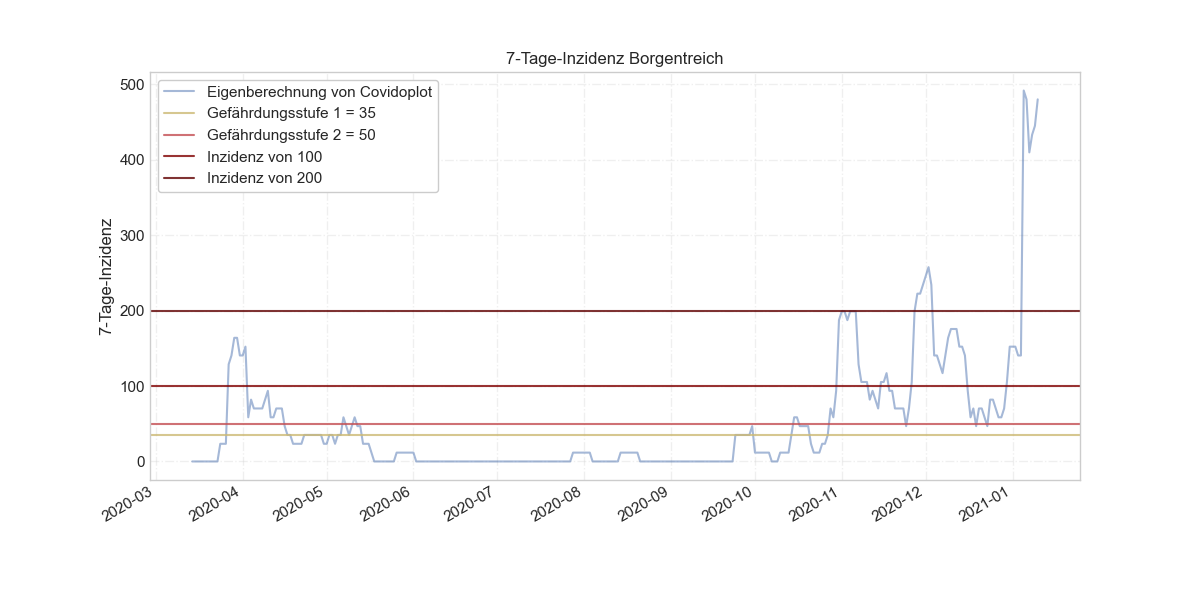 7-Tage-Inzidenz Borgentreich
Eigenberechnung von Covidoplot
Gefährdungsstufe 1 = 35
Gefährdungsstufe 2 = 50
Inzidenz von 100
Inzidenz von 200
7-Tage-Inzidenz
500
400
300
200
100
0
2020-03
2020-04
2020-05
2020-06
2020-07
2020-08
2020-09
2020-10
2020-11
2020-12
2021-01